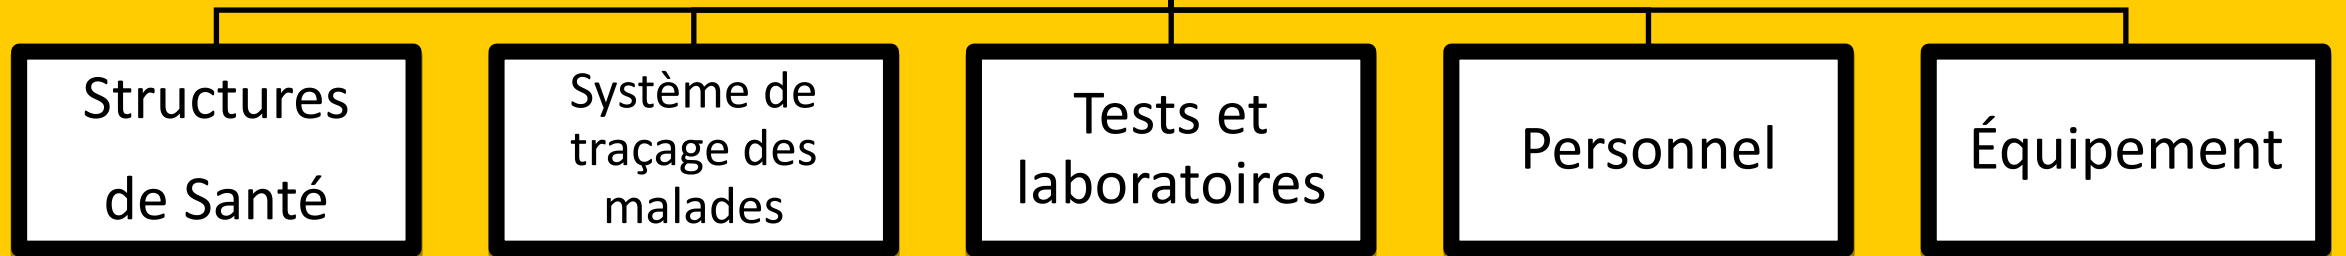 Structures
de Santé
Système de
traçage des
malades
Tests et
laboratoires
Personnel
Équipement